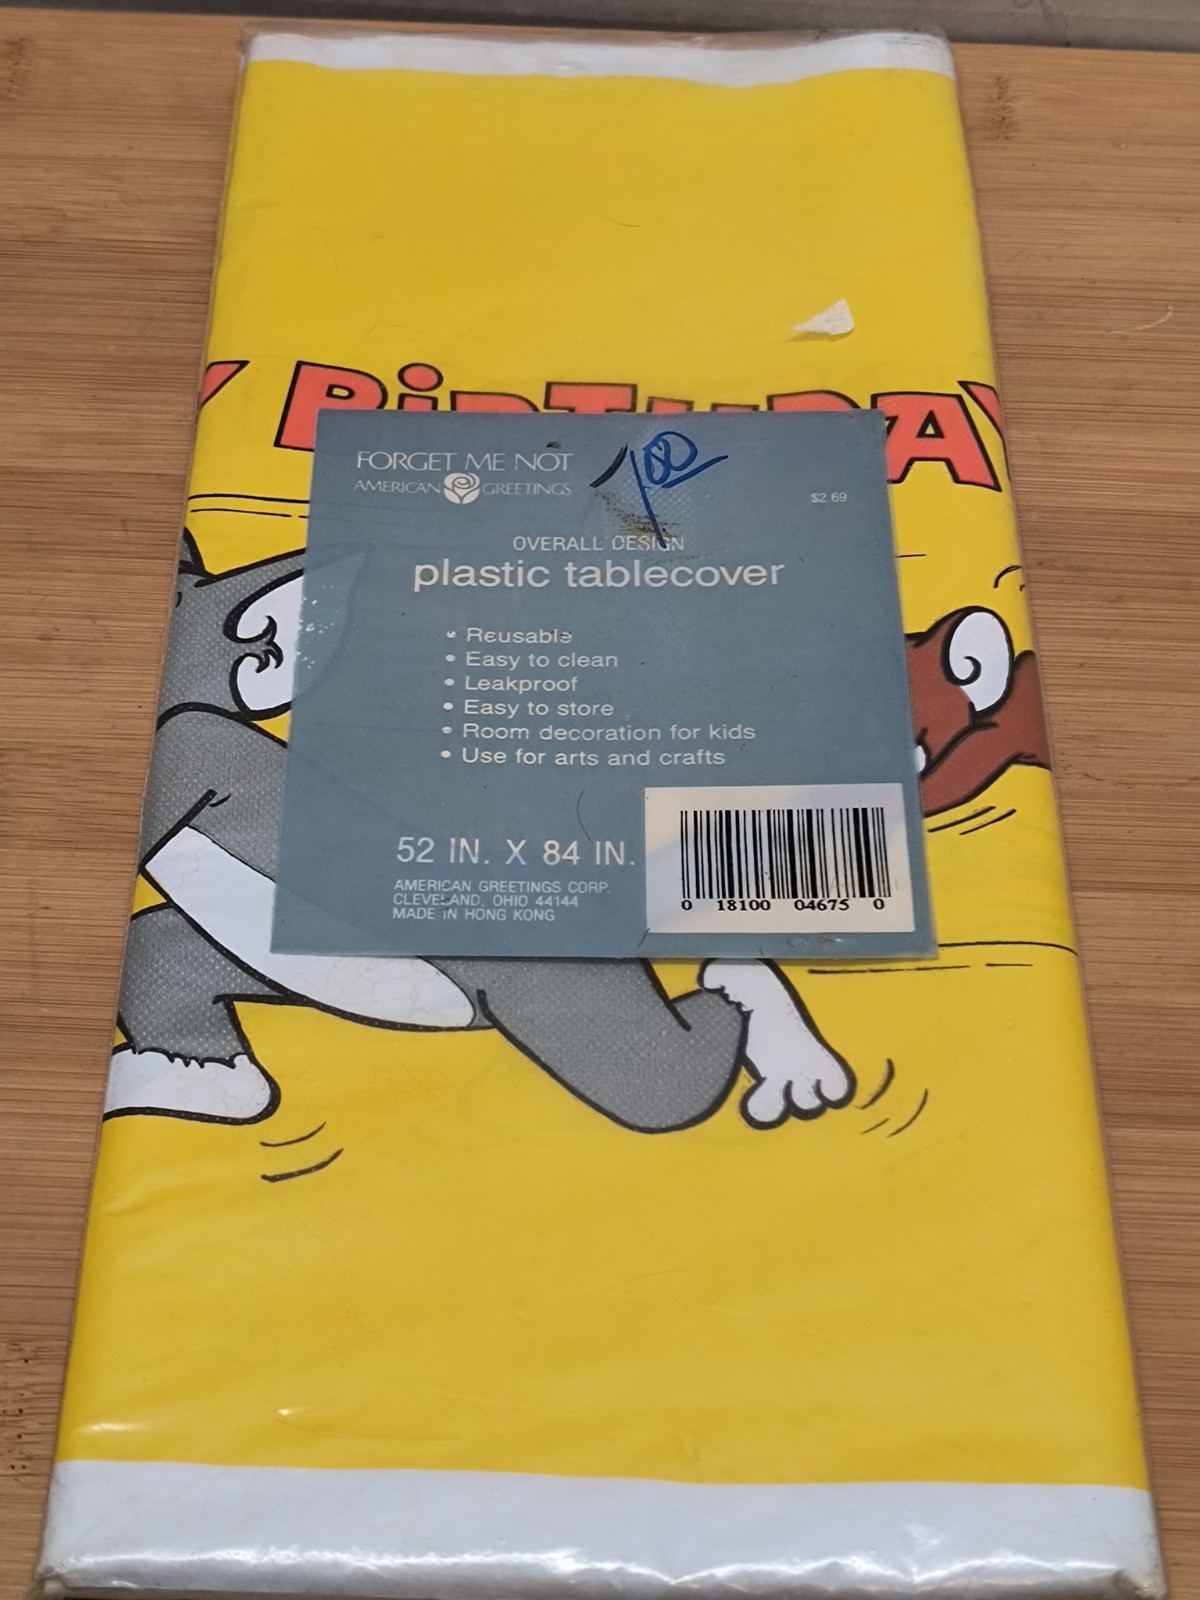 Y BiRTHDAY
FORGET ME NOT
AMERICAN GREETINGS
1.00
$2.69
OVERALL DESIGN
plastic tablecover
• Reusable
• Easy to clean
• Leakproof
• Easy to store
• Room decoration for kids
• Use for arts and crafts
52 IN. X 84 IN.
AMERICAN GREETINGS CORP.
CLEVELAND, OHIO 44144
MADE IN HONG KONG
0 18100 04675 0